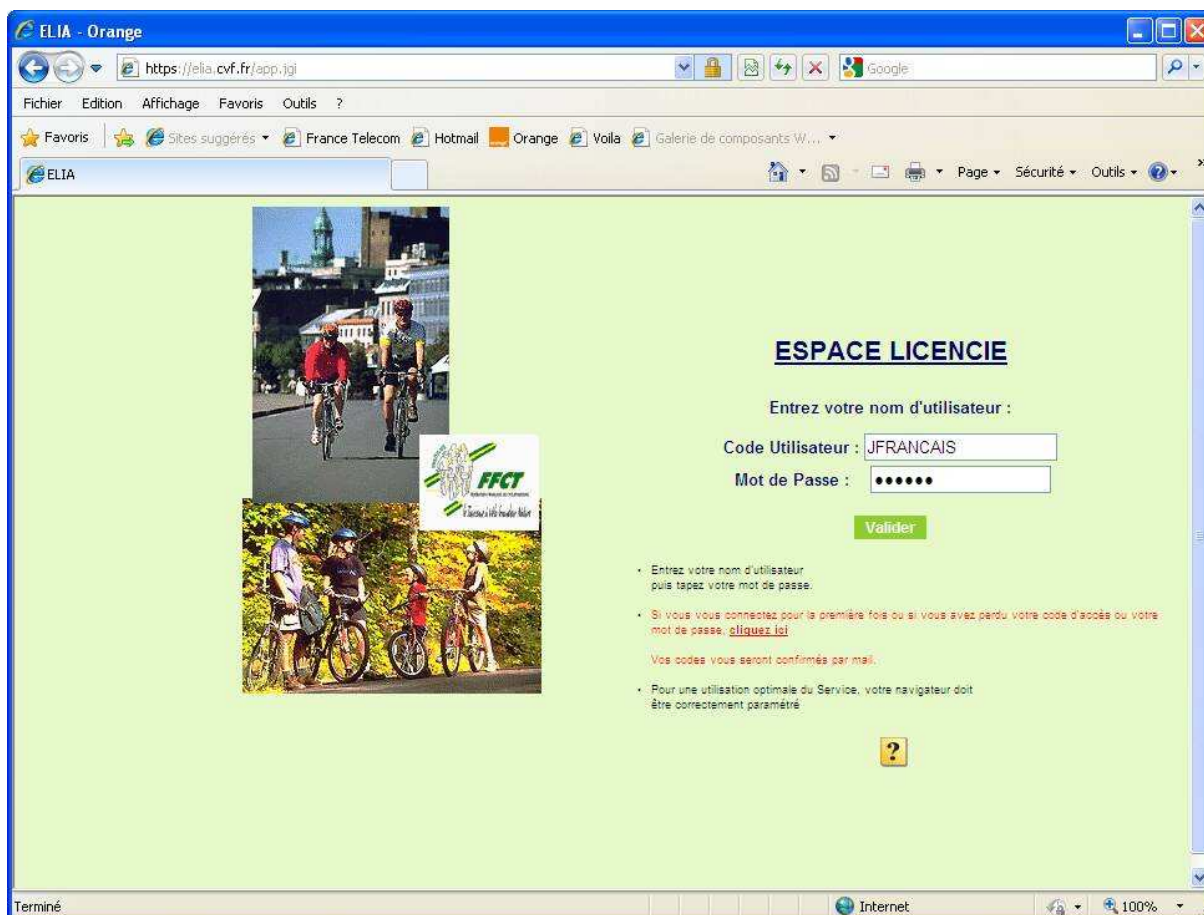 ELIA - Orange
https://elia.cvf.fr/app.jgi
Google
Fichier Edition Affichage Favoris Outils ?
Favoris Sites suggérés France Telecom Hotmail Orange Voila Galerie de composants W...
ELIA
Page Sécurité Outils
ESPACE LICENCIE
Entrez votre nom d'utilisateur :
Code Utilisateur : JFRANCAIS
Mot de Passe : ••••••
FFCT
Valider
• Entrez votre nom d'utilisateur
puis tapez votre mot de passe.
• Si vous vous connectez pour la première fois ou si vous avez perdu votre code d'accès ou votre
mot de passe, cliquez ici
Vos codes vous seront confirmés par mail.
• Pour une utilisation optimale du Service, votre navigateur doit
être correctement paramétré
?
Terminé Internet 100%